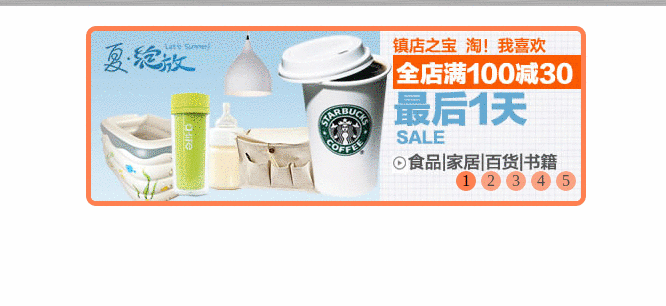 夏·绽放
Let's Summer!
STARBUCKS
COFFEE
镇店之宝 淘！我喜欢
全店满100减30
最后1天
SALE
食品|家居|百货|书籍
1 2 3 4 5